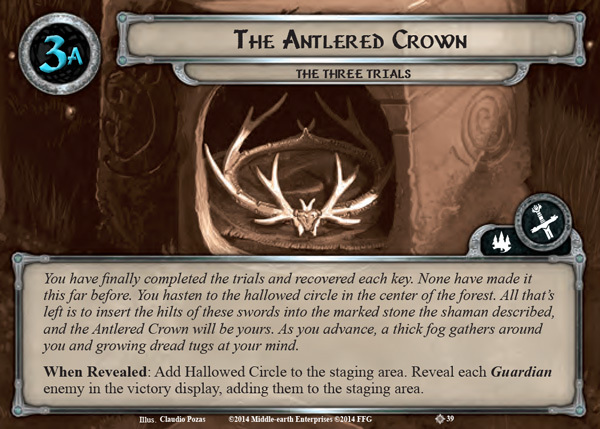 3A
The Antlered Crown
The Three Trials
You have finally completed the trials and recovered each key. None have made it
this far before. You hasten to the hallowed circle in the center of the forest. All that's
left is to insert the hilts of these swords into the marked stone the shaman described,
and the Antlered Crown will be yours. As you advance, a thick fog gathers around
you and growing dread tugs at your mind.
When Revealed: Add Hallowed Circle to the staging area. Reveal each Guardian
enemy in the victory display, adding them to the staging area.
Illus. Claudio Pozas ©2014 Middle-earth Enterprises ©2014 FFG 39